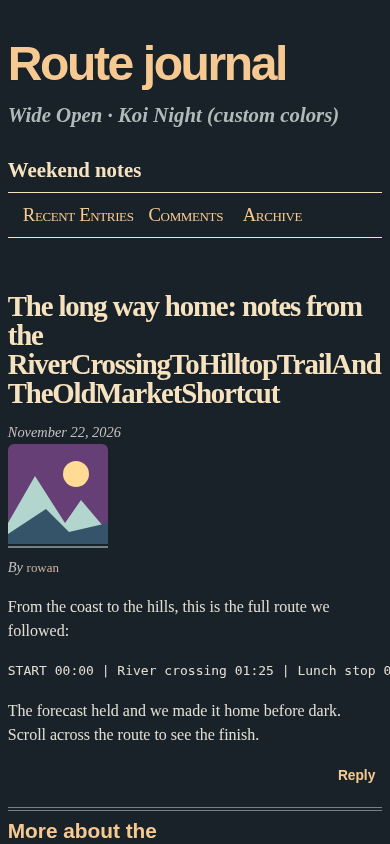 Route journal
Wide Open · Koi Night (custom colors)
Weekend notes
Recent Entries Comments Archive
The long way home: notes from
the
RiverCrossingToHilltopTrailAnd
TheOldMarketShortcut
November 22, 2026
By rowan
From the coast to the hills, this is the full route we
followed:
START 00:00 | River crossing 01:25 | Lunch stop
The forecast held and we made it home before dark.
Scroll across the route to see the finish.
Reply
More about the